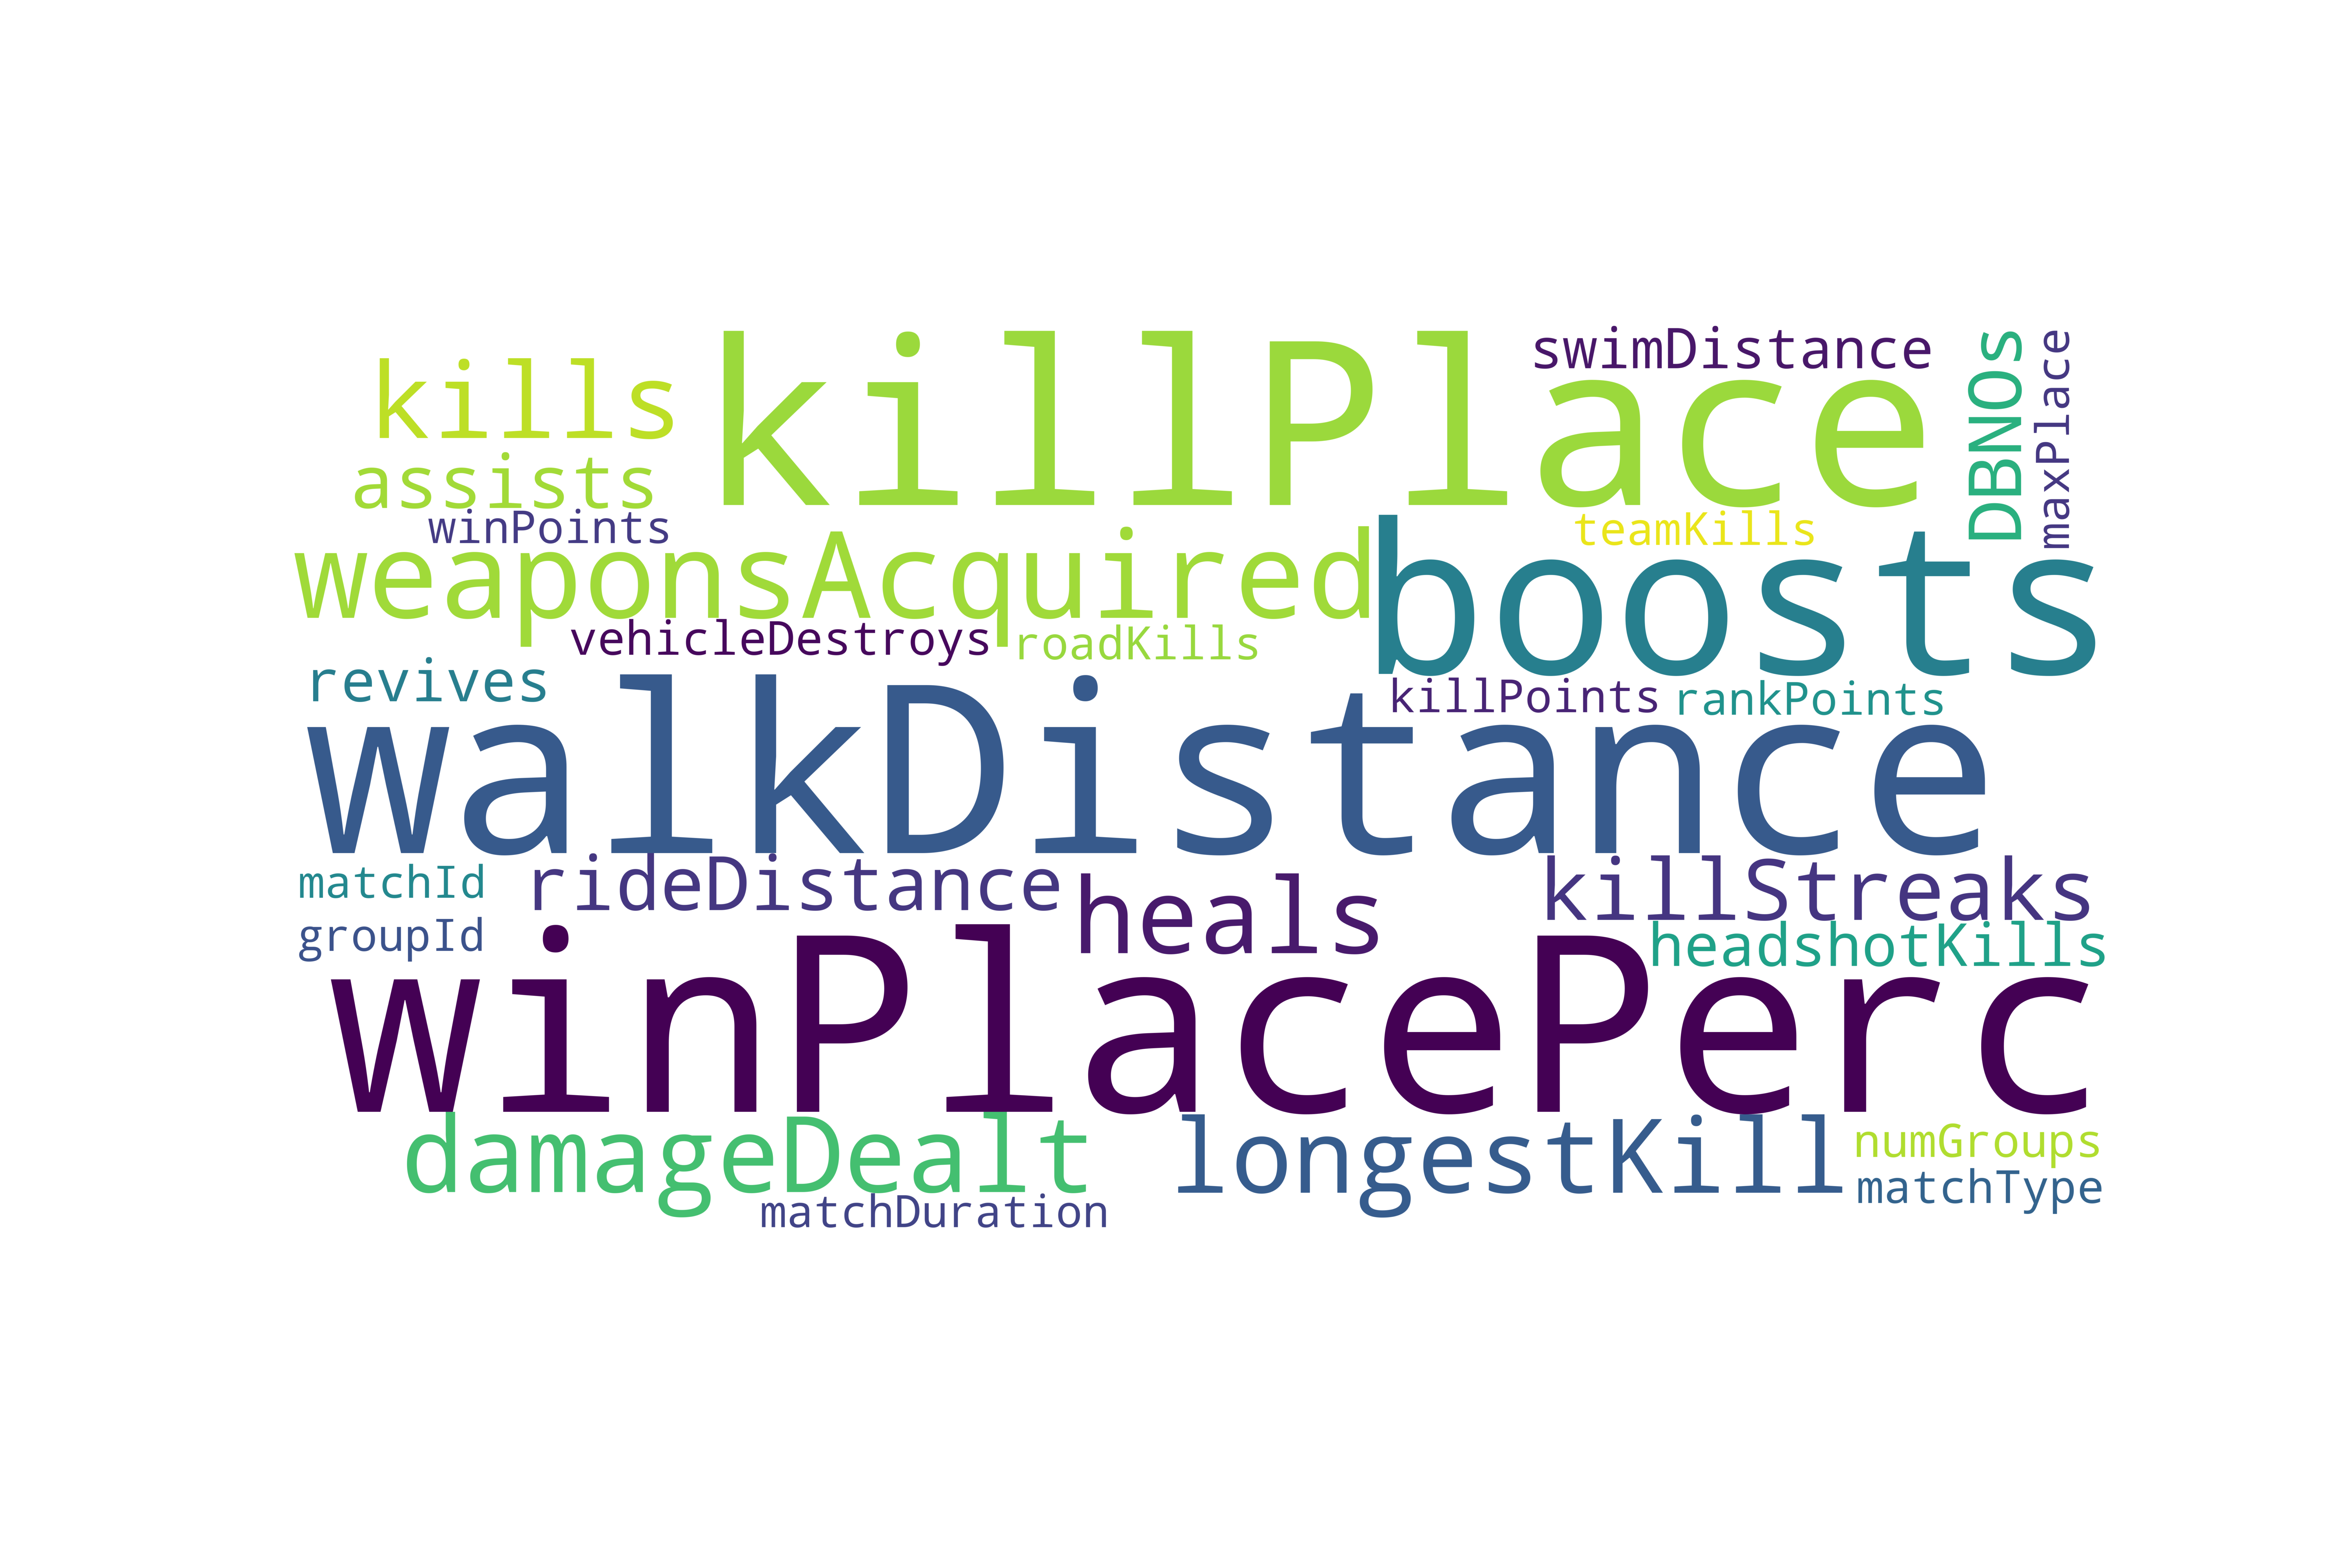 kills
killPlace
swimDistance
DBNOs
maxPlace
assists
winPoints
teamKills
weaponsAcquired
boosts
vehicleDestroys
roadKills
revives
killPoints
rankPoints
walkDistance
matchId
rideDistance
heals
killStreaks
groupId
headshotKills
winPlacePerc
damageDealt
longestKill
numGroups
matchType
matchDuration